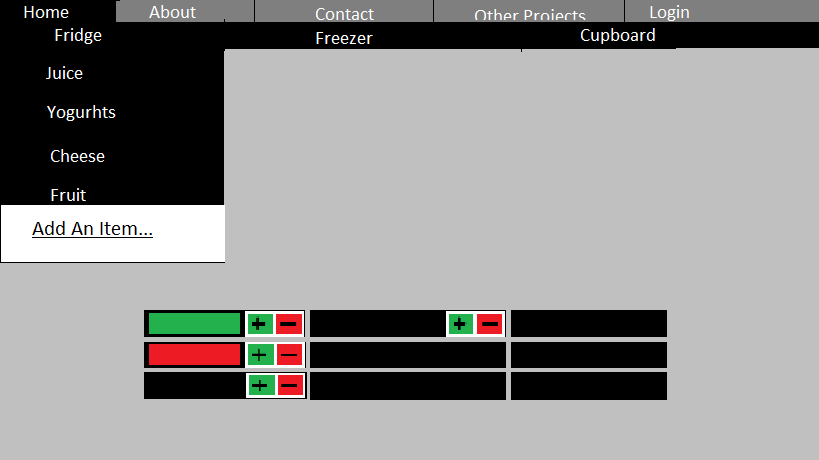 Home About Contact Other Projects Login
Fridge Freezer Cupboard
Juice
Yogurhts
Cheese
Fruit
Add An Item...
+ − + −
+ −
+ −